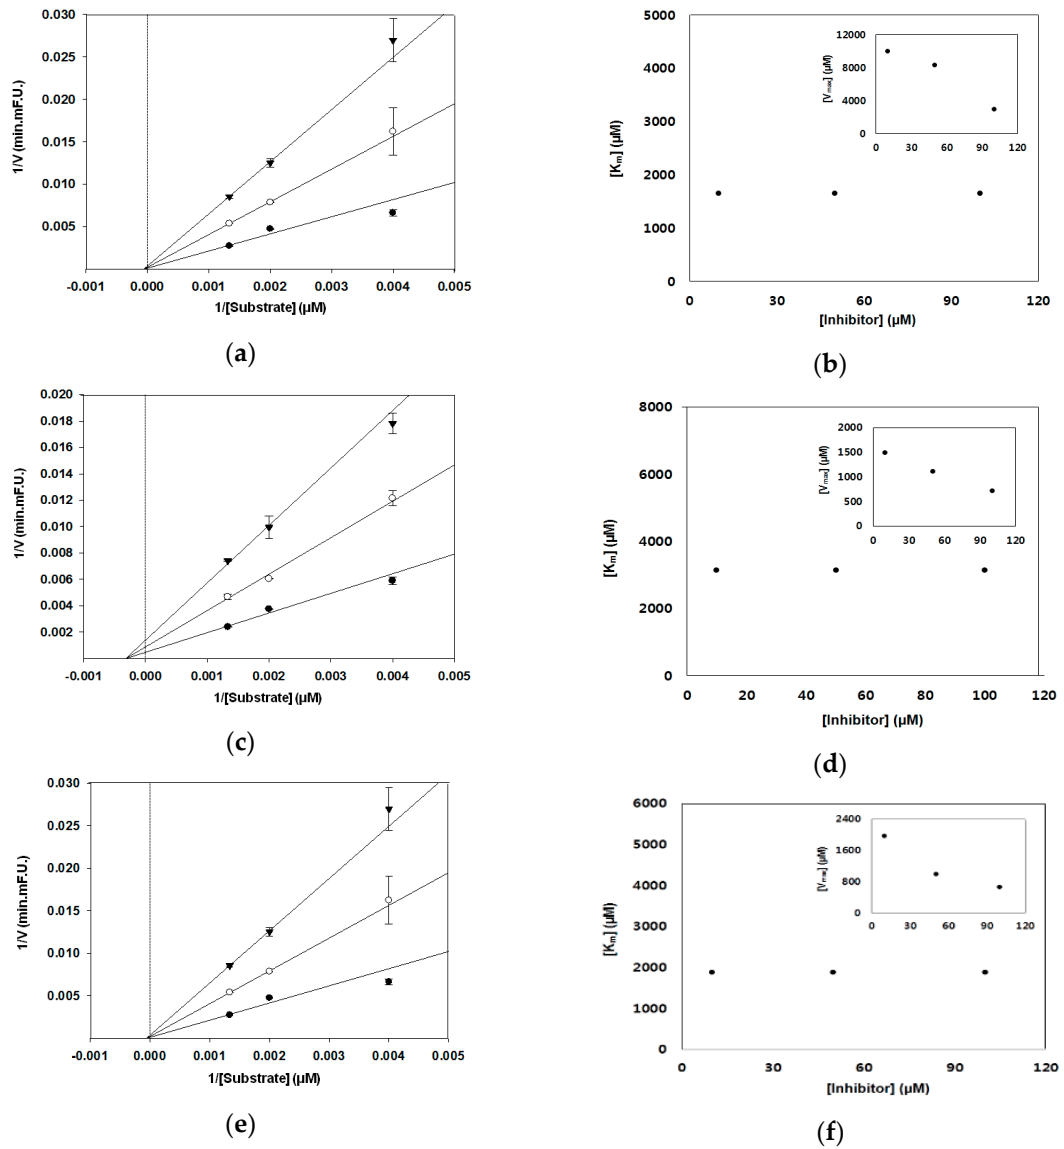 0.030
0.025
0.020
0.015
0.010
0.005
1/V (min.mF.U.)
-0.001 0.000 0.001 0.002 0.003 0.004 0.005
1/[Substrate] (µM)
(a)
5000
4000
3000
2000
1000
0
[Km] (µM)
0 30 60 90 120
[Inhibitor] (µM)
12000
8000
4000
0
[Vmax] (µM)
0 30 60 90 120
(b)
0.020
0.018
0.016
0.014
0.012
0.010
0.008
0.006
0.004
0.002
1/V (min.mF.U.)
-0.001 0.000 0.001 0.002 0.003 0.004 0.005
1/[Substrate] (µM)
(c)
8000
6000
4000
2000
0
[Km] (µM)
0 20 40 60 80 100 120
[Inhibitor] (µM)
2000
1500
1000
500
0
[Vmax] (µM)
0 30 60 90 120
(d)
0.030
0.025
0.020
0.015
0.010
0.005
1/V (min.mF.U.)
-0.001 0.000 0.001 0.002 0.003 0.004 0.005
1/[Substrate] (µM)
(e)
6000
5000
4000
3000
2000
1000
0
[Km] (µM)
0 30 60 90 120
[Inhibitor] (µM)
2400
1600
800
0
[Vmax] (µM)
0 30 60 90 120
(f)